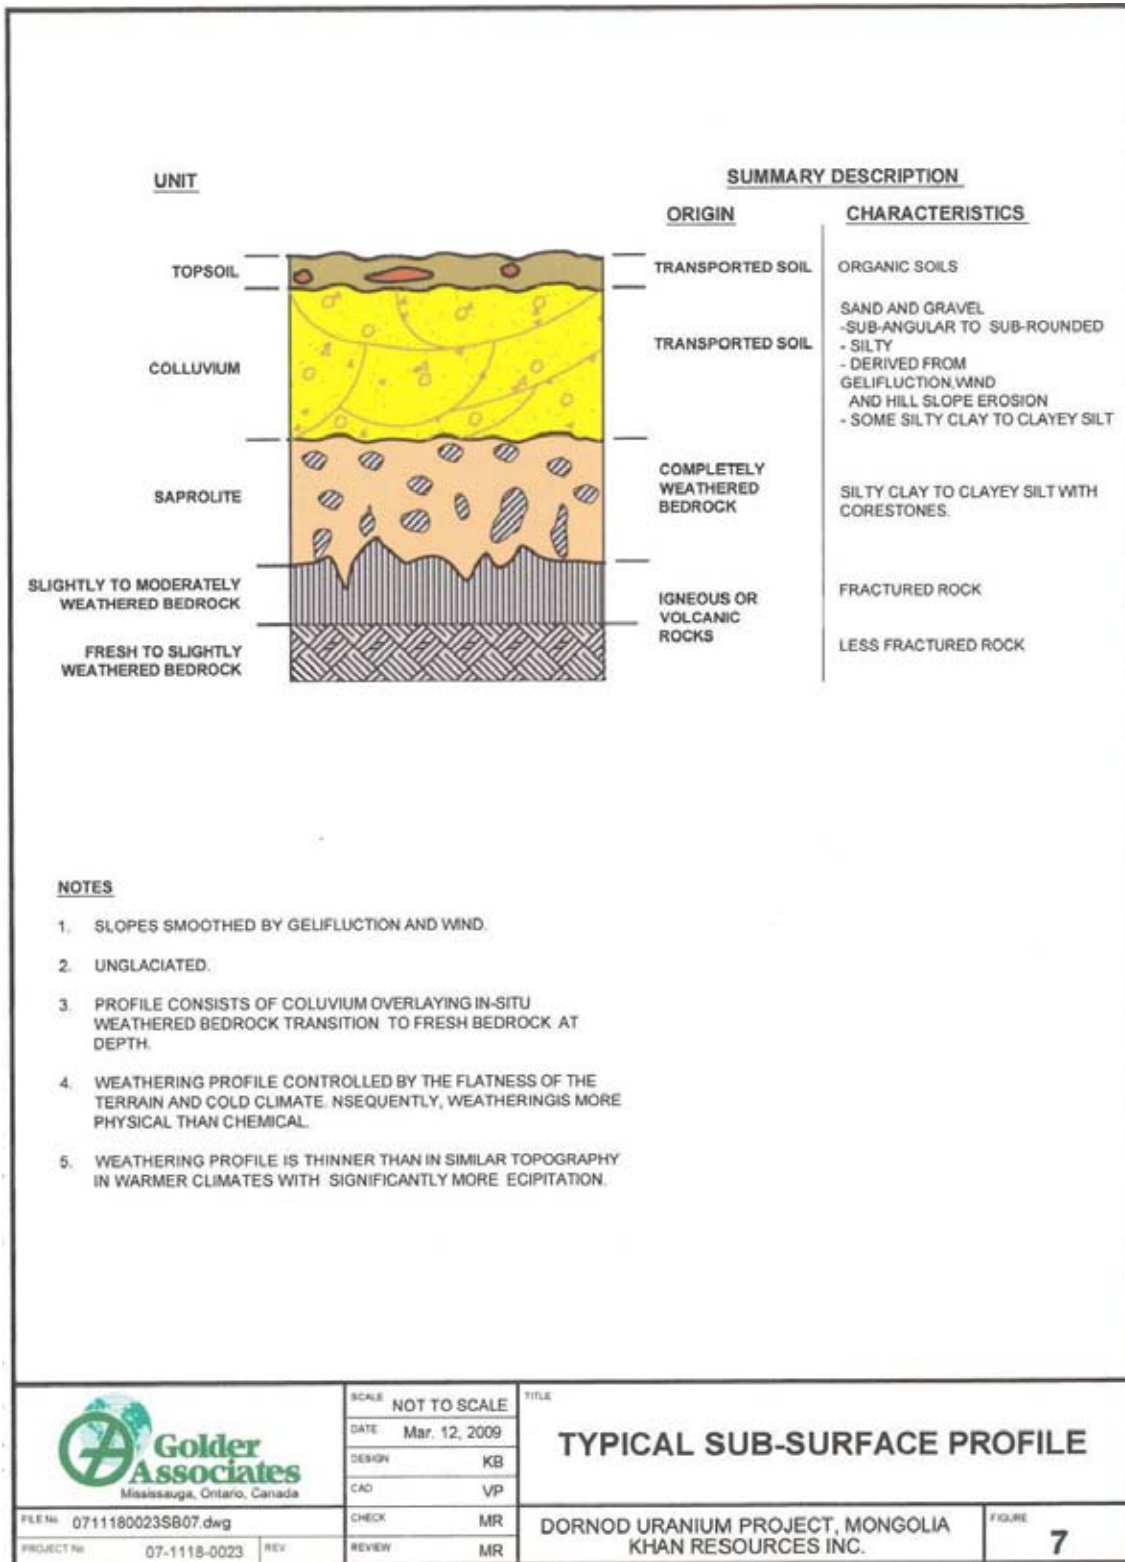 UNIT
SUMMARY DESCRIPTION
ORIGIN
CHARACTERISTICS
TOPSOIL
TRANSPORTED SOIL
ORGANIC SOILS
COLLUVIUM
TRANSPORTED SOIL
SAND AND GRAVEL
-SUB-ANGULAR TO SUB-ROUNDED
- SILTY
- DERIVED FROM
GELIFLUCTION,WIND
AND HILL SLOPE EROSION
- SOME SILTY CLAY TO CLAYEY SILT
SAPROLITE
COMPLETELY
WEATHERED
BEDROCK
SILTY CLAY TO CLAYEY SILT WITH
CORESTONES.
SLIGHTLY TO MODERATELY
WEATHERED BEDROCK
IGNEOUS OR
VOLCANIC
ROCKS
FRACTURED ROCK
FRESH TO SLIGHTLY
WEATHERED BEDROCK
LESS FRACTURED ROCK
NOTES
1. SLOPES SMOOTHED BY GELIFLUCTION AND WIND.
2. UNGLACIATED.
3. PROFILE CONSISTS OF COLUVIUM OVERLAYING IN-SITU
WEATHERED BEDROCK TRANSITION TO FRESH BEDROCK AT
DEPTH.
4. WEATHERING PROFILE CONTROLLED BY THE FLATNESS OF THE
TERRAIN AND COLD CLIMATE. NSEQUENTLY, WEATHERINGIS MORE
PHYSICAL THAN CHEMICAL.
5. WEATHERING PROFILE IS THINNER THAN IN SIMILAR TOPOGRAPHY
IN WARMER CLIMATES WITH SIGNIFICANTLY MORE ECIPITATION.
Golder
Associates
Mississauga, Ontario, Canada
FILE No. 0711180023SB07.dwg
PROJECT No. 07-1118-0023 REV.
SCALE NOT TO SCALE
DATE Mar. 12, 2009
DESIGN KB
CAD VP
CHECK MR
REVIEW MR
TITLE
TYPICAL SUB-SURFACE PROFILE
DORNOD URANIUM PROJECT, MONGOLIA
KHAN RESOURCES INC.
FIGURE
7